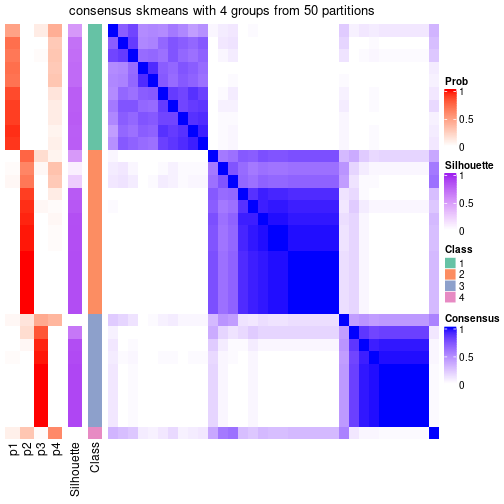 consensus skmeans with 4 groups from 50 partitions
Prob
1
0.5
0
Silhouette
1
0.5
0
Class
1
2
3
4
Consensus
1
0.5
0
p1
p2
p3
p4
Silhouette
Class